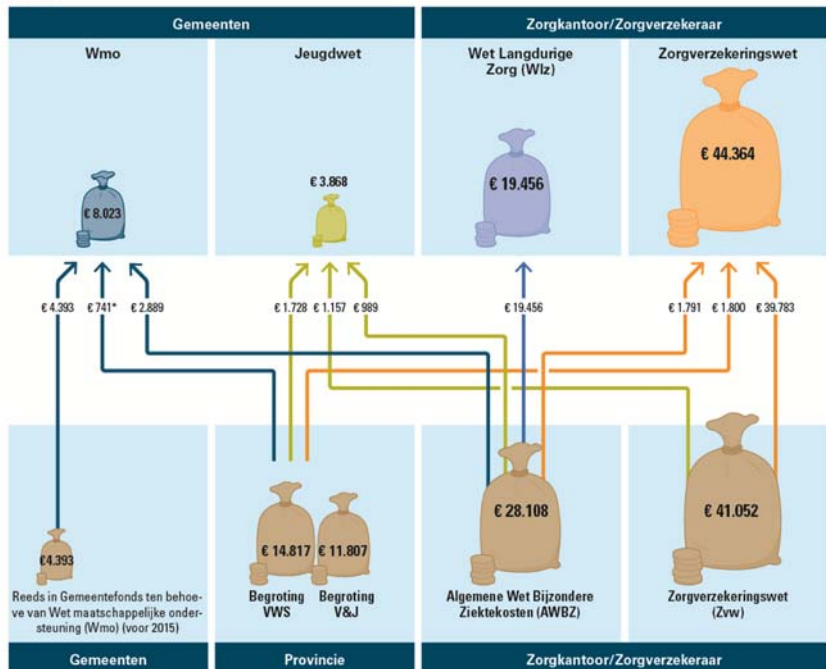 Gemeenten
Zorgkantoor/Zorgverzekeraar
Wmo
Jeugdwet
Wet Langdurige
Zorg (Wlz)
Zorgverzekeringswet
€ 8.023
€ 3.868
€ 19.456
€ 44.364
€ 4.393
€ 741*
€ 2.889
€ 1.728
€ 1.157
€ 989
€ 19.456
€ 1.791
€ 1.800
€ 39.783
€4.393
€ 14.817
€ 11.807
€ 28.108
€ 41.052
Reeds in Gemeentefonds ten behoe-
ve van Wet maatschappelijke onder-
steuning (Wmo) (voor 2015)
Begroting
VWS
Begroting
V&J
Algemene Wet Bijzondere
Ziektekosten (AWBZ)
Zorgverzekeringswet
(Zvw)
Gemeenten
Provincie
Zorgkantoor/Zorgverzekeraar